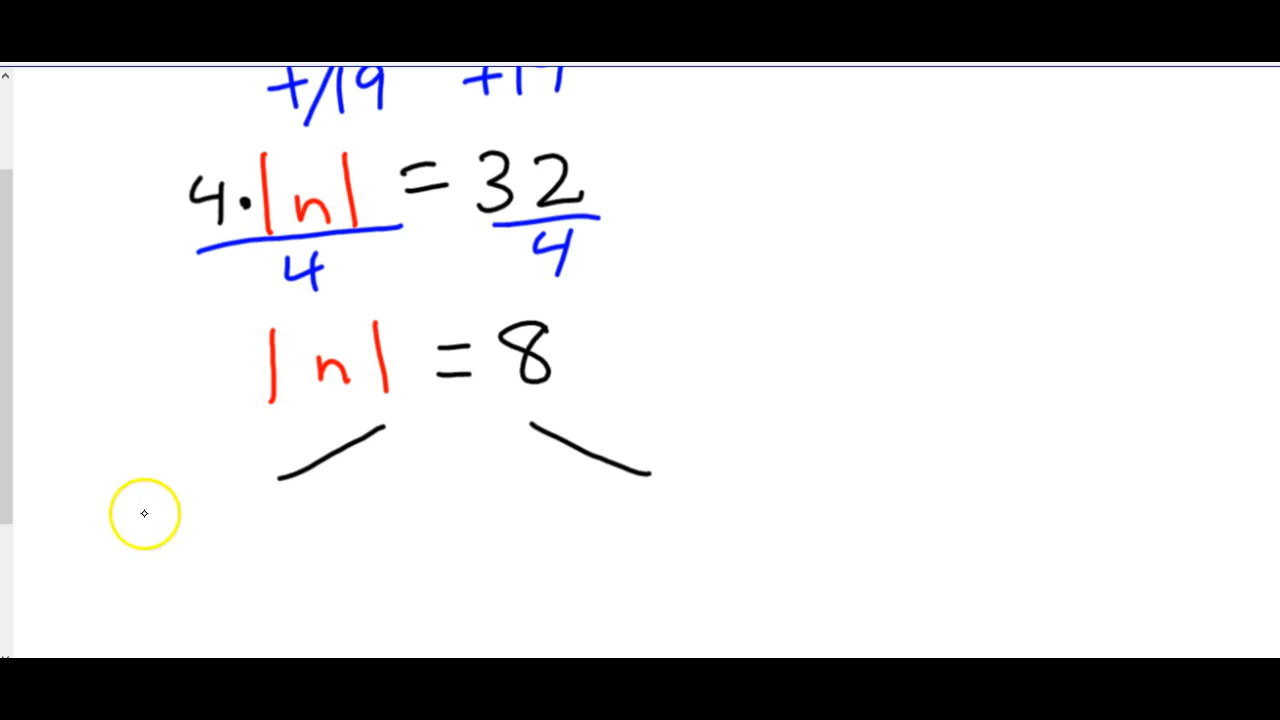 +19 +19
4·|n| = 32
4 4
|n| = 8